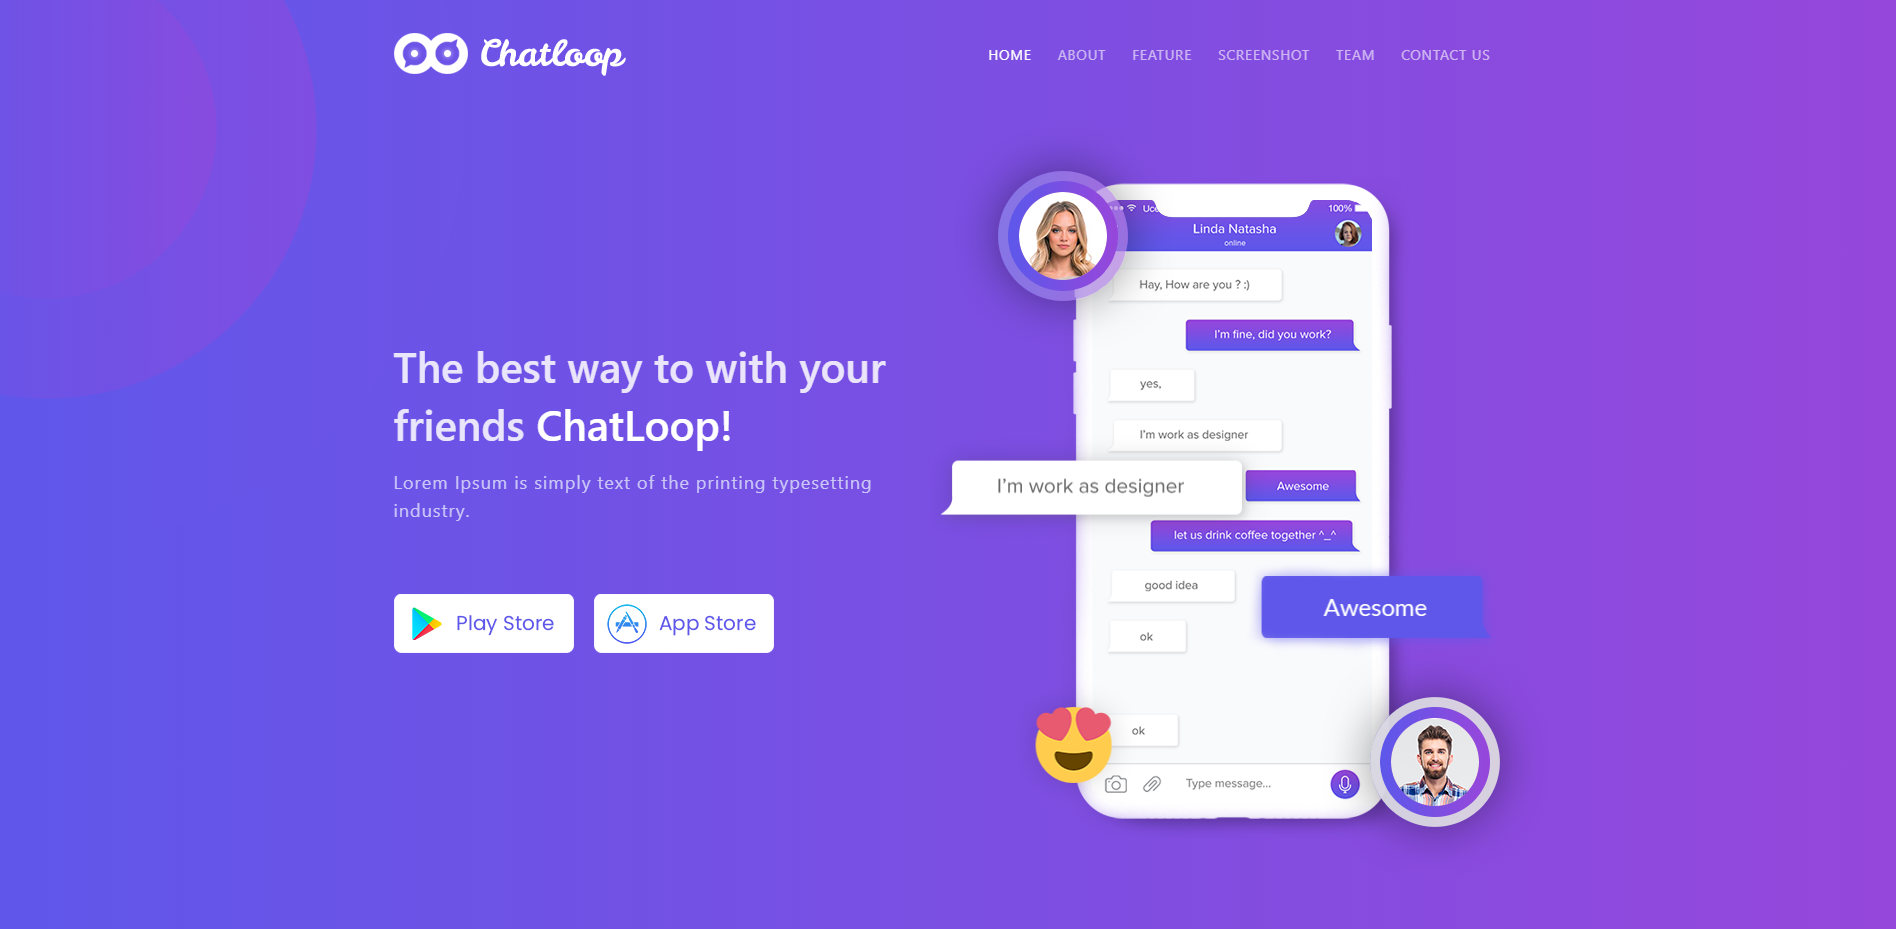 Chatloop
HOME ABOUT FEATURE SCREENSHOT TEAM CONTACT US
100%
Linda Natasha
online
Hay, How are you ? :)
I'm fine, did you work?
The best way to with your
friends ChatLoop!
yes,
I'm work as designer
Lorem Ipsum is simply text of the printing typesetting
industry.
I'm work as designer
Awesome
let us drink coffee together ^_^
good idea
Awesome
Play Store
App Store
ok
ok
Type message...